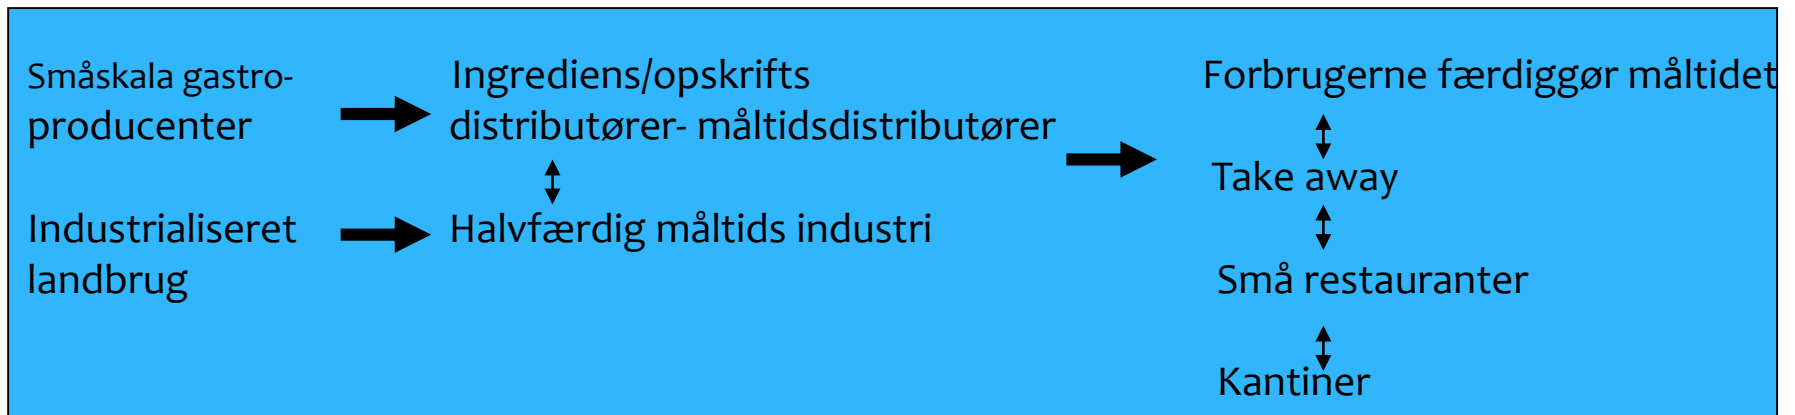 Småskala gastro-
producenter
Industrialiseret
landbrug
Ingrediens/opskrifts
distributører- måltidsdistributører
Halvfærdig måltids industri
Forbrugerne færdiggør måltidet
Take away
Små restauranter
Kantiner